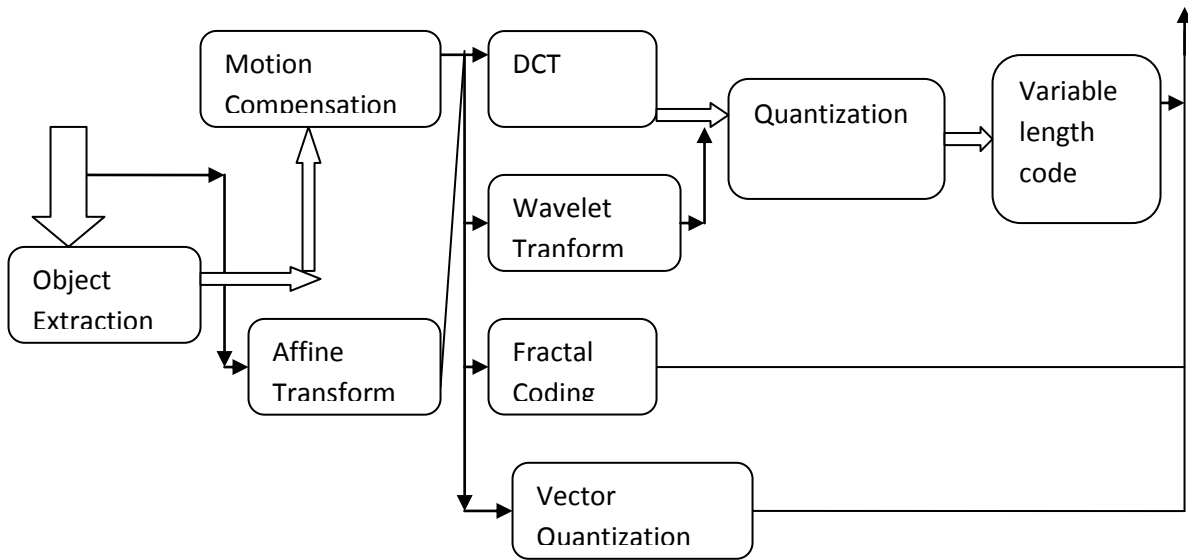 Motion
Compensation
DCT
Quantization
Variable
length
code
Wavelet
Tranform
Object
Extraction
Affine
Transform
Fractal
Coding
Vector
Quantization